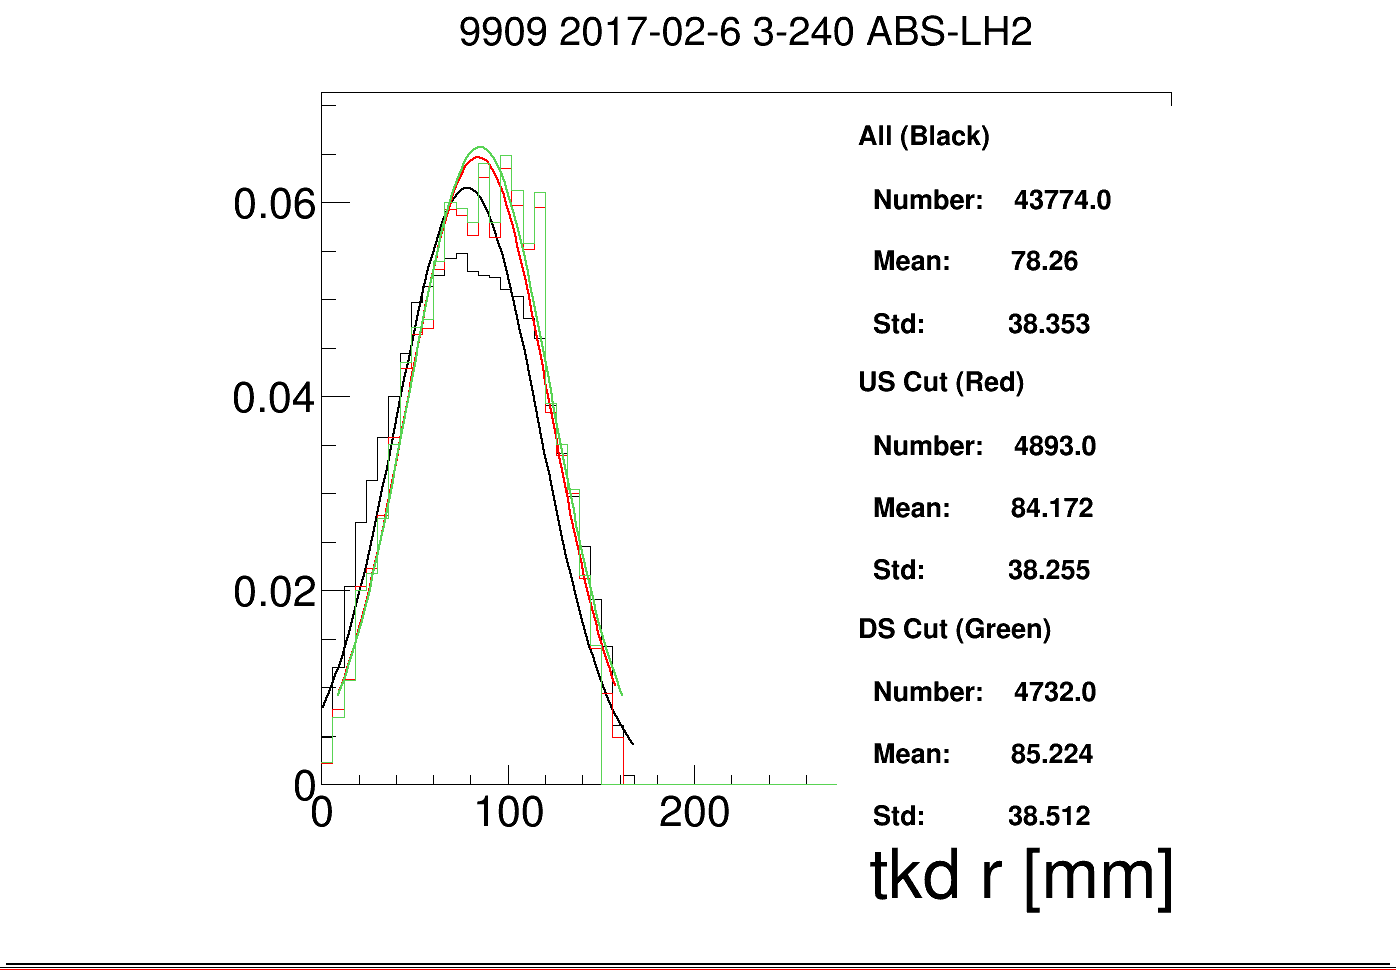 9909 2017-02-6 3-240 ABS-LH2
All (Black)
Number: 43774.0
Mean: 78.26
Std: 38.353
US Cut (Red)
Number: 4893.0
Mean: 84.172
Std: 38.255
DS Cut (Green)
Number: 4732.0
Mean: 85.224
Std: 38.512
0.06
0.04
0.02
0
0 100 200
tkd r [mm]